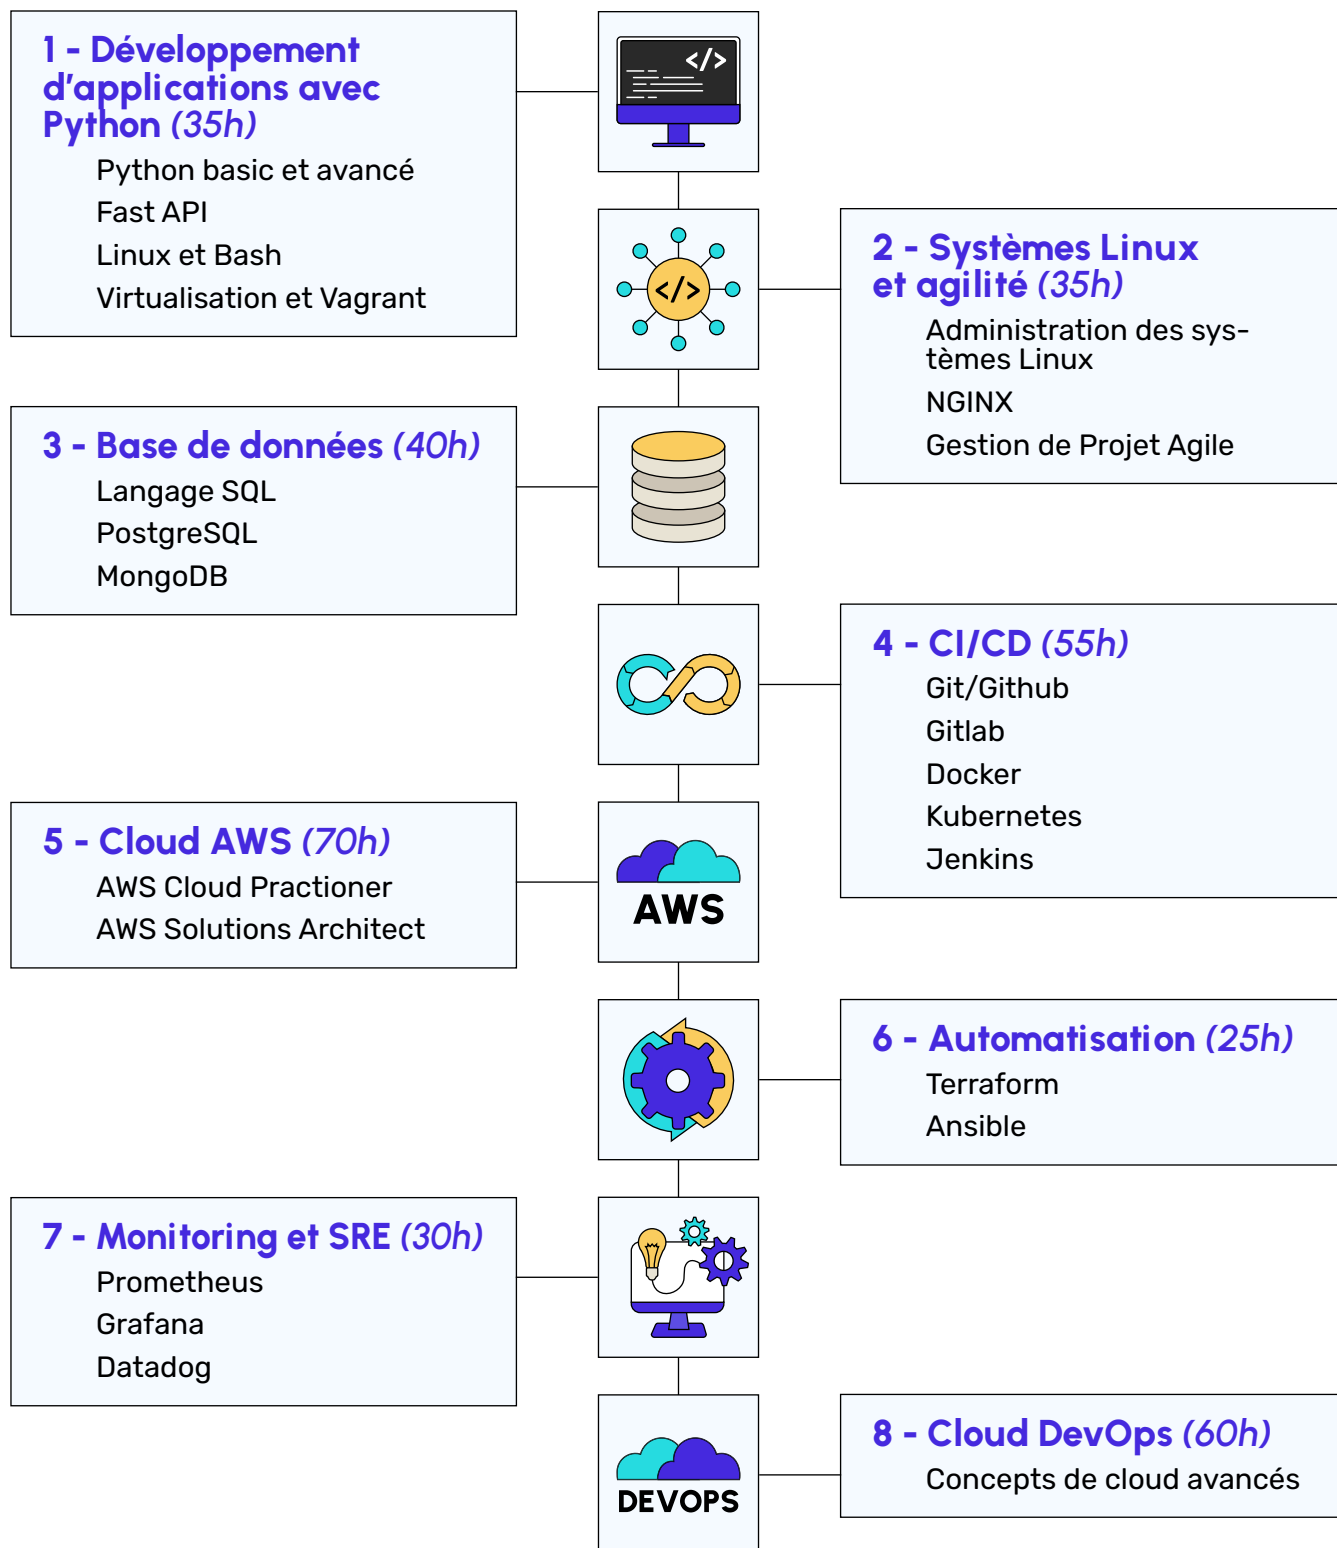 1 - Développement
d'applications avec
Python (35h)
Python basic et avancé
Fast API
Linux et Bash
Virtualisation et Vagrant
</>
</>
2 - Systèmes Linux
et agilité (35h)
Administration des sys-
tèmes Linux
NGINX
Gestion de Projet Agile
3 - Base de données (40h)
Langage SQL
PostgreSQL
MongoDB
4 - CI/CD (55h)
Git/Github
Gitlab
Docker
Kubernetes
Jenkins
5 - Cloud AWS (70h)
AWS Cloud Practioner
AWS Solutions Architect
AWS
6 - Automatisation (25h)
Terraform
Ansible
7 - Monitoring et SRE (30h)
Prometheus
Grafana
Datadog
8 - Cloud DevOps (60h)
Concepts de cloud avancés
DEVOPS